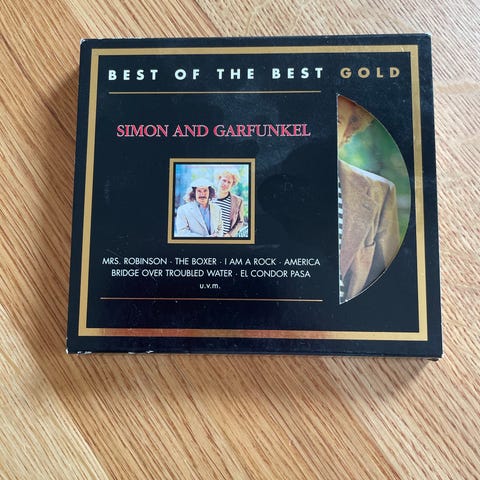 BEST OF THE BEST GOLD
SIMON AND GARFUNKEL
MRS. ROBINSON · THE BOXER · I AM A ROCK · AMERICA
BRIDGE OVER TROUBLED WATER · EL CONDOR PASA
u.v.m.